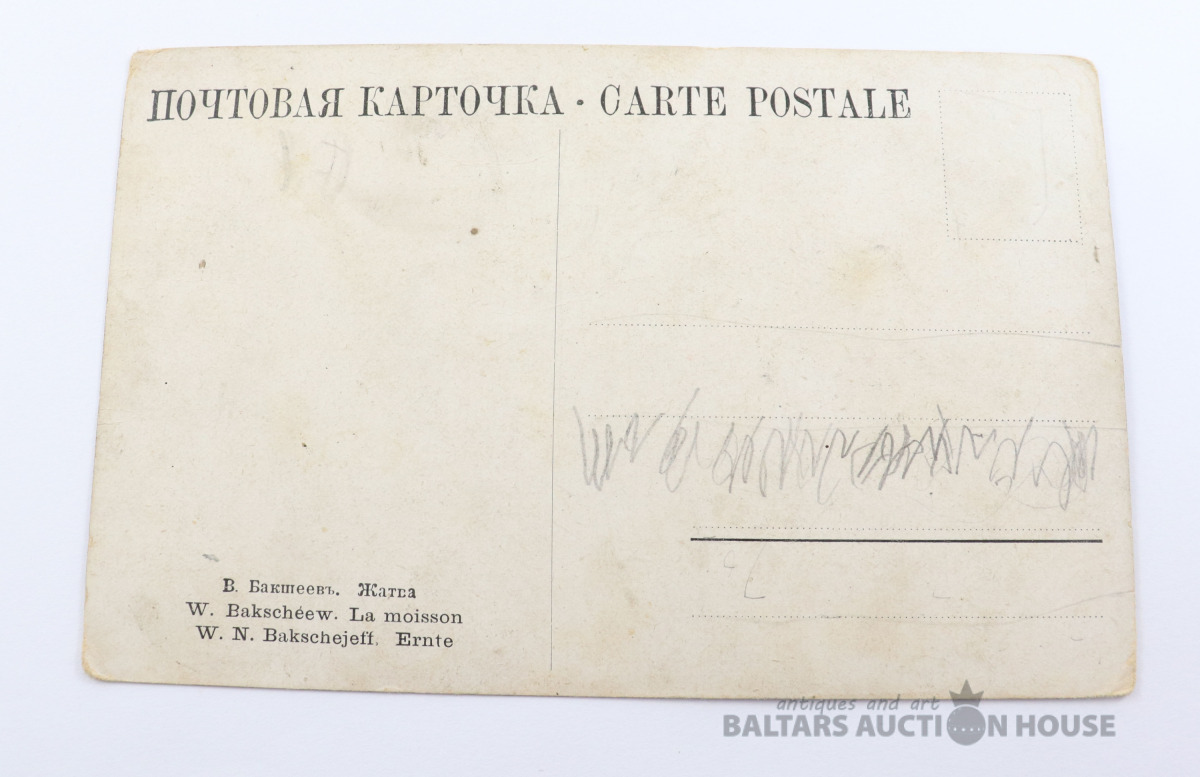 ПОЧТОВАЯ КАРТОЧКА · CARTE POSTALE
В. Бакшеевъ. Жатва
W. Bakschéew. La moisson
W. N. Bakschejeff. Ernte
antiques and art
BALTARS AUCTION HOUSE